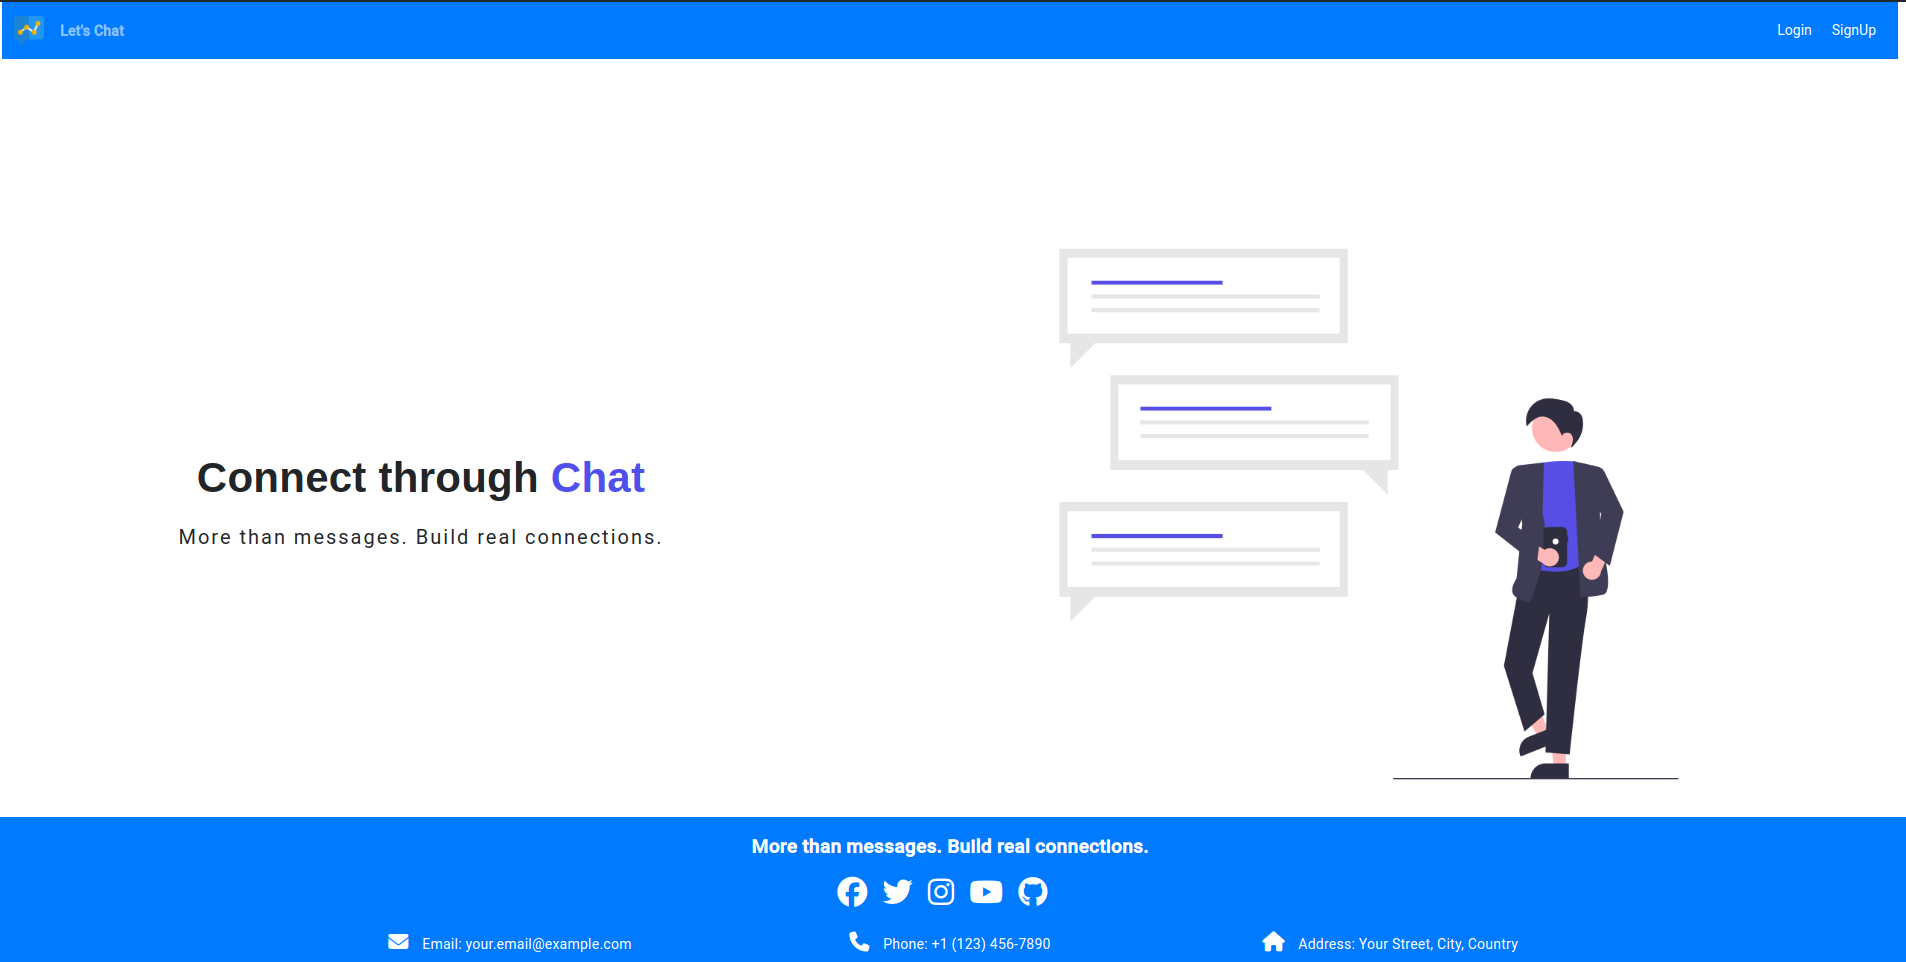 Let's Chat
Login SignUp
Connect through Chat
More than messages. Build real connections.
More than messages. Build real connections.
Email: your.email@example.com
Phone: +1 (123) 456-7890
Address: Your Street, City, Country